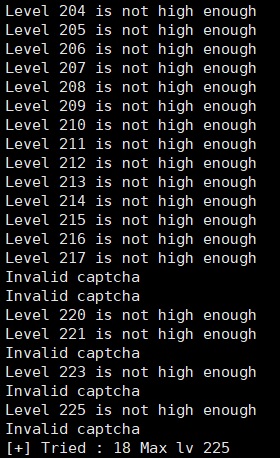 Level 204 is not high enough
Level 205 is not high enough
Level 206 is not high enough
Level 207 is not high enough
Level 208 is not high enough
Level 209 is not high enough
Level 210 is not high enough
Level 211 is not high enough
Level 212 is not high enough
Level 213 is not high enough
Level 214 is not high enough
Level 215 is not high enough
Level 216 is not high enough
Level 217 is not high enough
Invalid captcha
Invalid captcha
Level 220 is not high enough
Level 221 is not high enough
Invalid captcha
Level 223 is not high enough
Invalid captcha
Level 225 is not high enough
Invalid captcha
[+] Tried : 18 Max lv 225